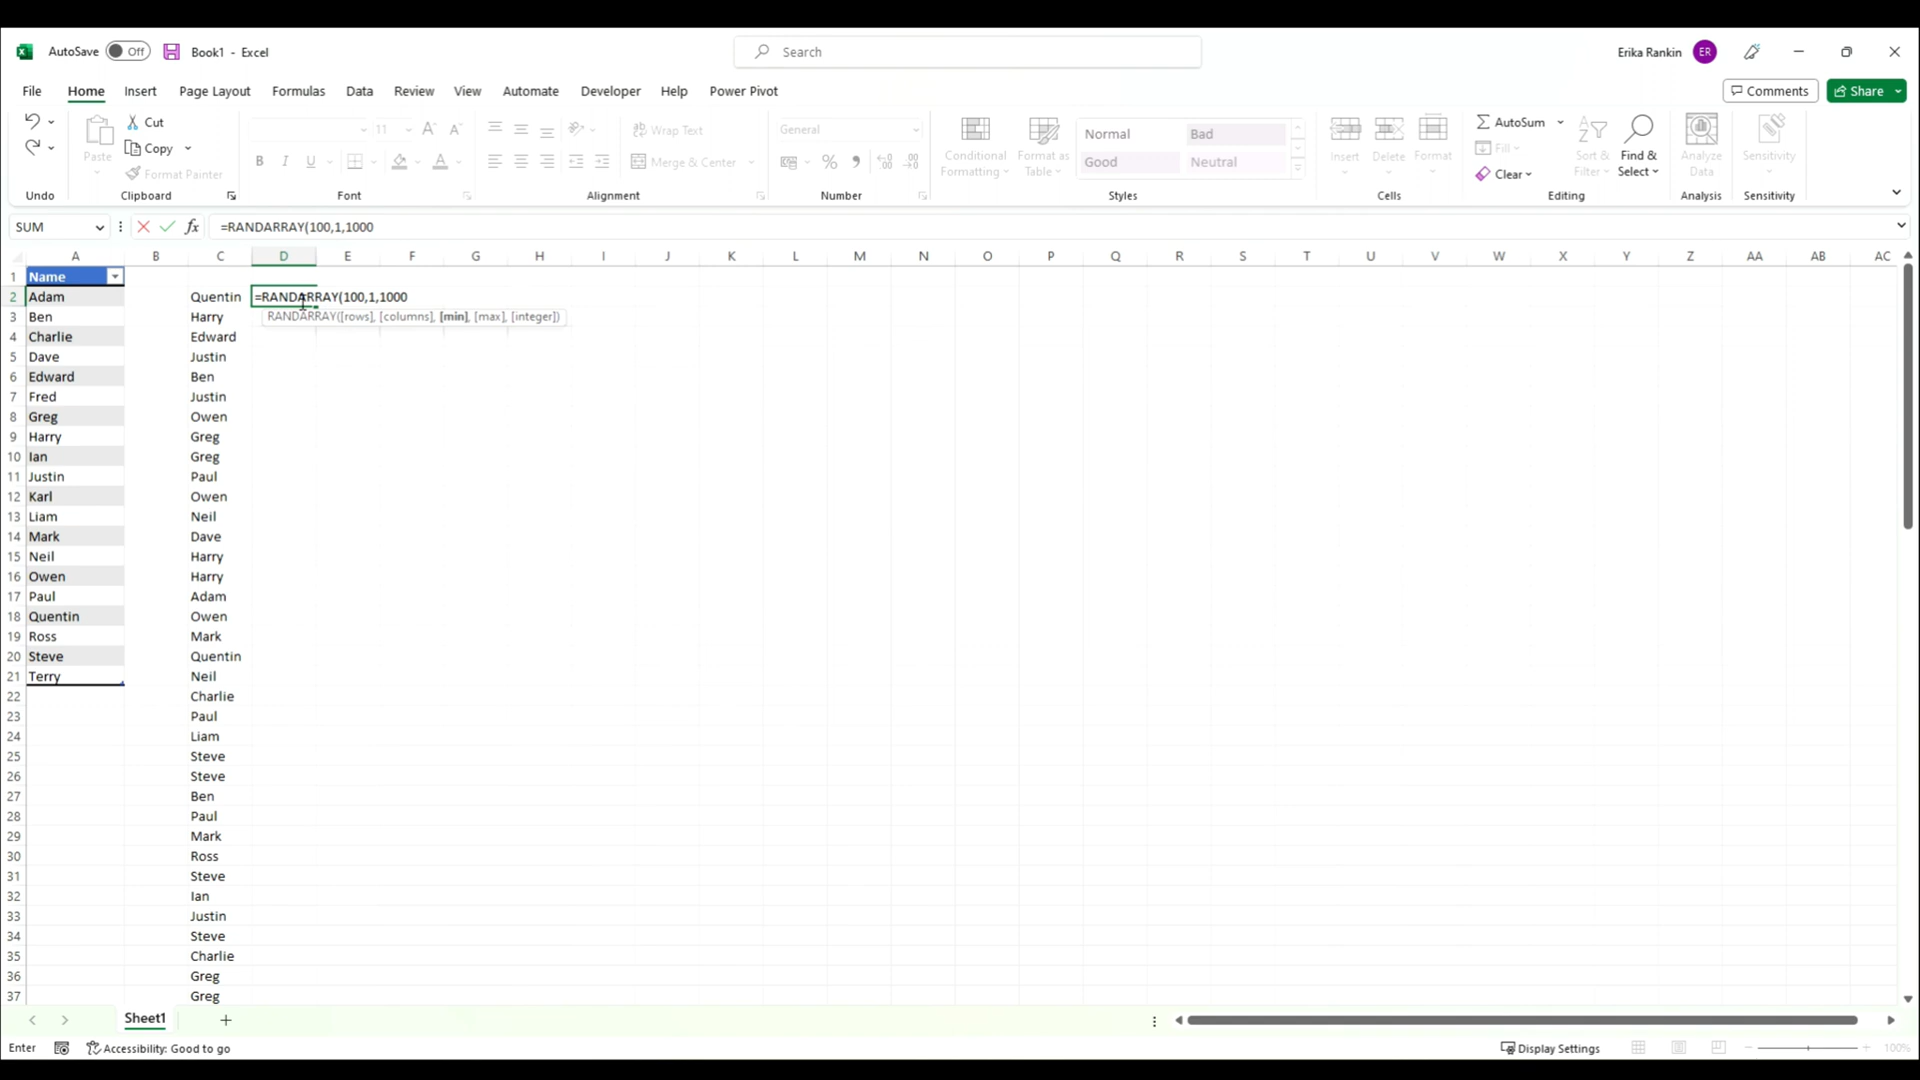 AutoSave Off Book1 - Excel Search Erika Rankin ER
File Home Insert Page Layout Formulas Data Review View Automate Developer Help Power Pivot Comments Share
Paste Cut Copy Format Painter
11
Wrap Text Merge & Center
General
Conditional Formatting Format as Table
Normal Bad Good Neutral
Insert Delete Format
AutoSum Fill Clear Sort & Filter Find & Select
Analyze Data Sensitivity
Undo Clipboard Font Alignment Number Styles Cells Editing Analysis Sensitivity
SUM fx =RANDARRAY(100,1,1000
A B C D E F G H I J K L M N O P Q R S T U V W X Y Z AA AB AC
1 Name
2 Adam Quentin =RANDARRAY(100,1,1000
3 Ben Harry RANDARRAY([rows], [columns], [min], [max], [integer])
4 Charlie Edward
5 Dave Justin
6 Edward Ben
7 Fred Justin
8 Greg Owen
9 Harry Greg
10 Ian Greg
11 Justin Paul
12 Karl Owen
13 Liam Neil
14 Mark Dave
15 Neil Harry
16 Owen Harry
17 Paul Adam
18 Quentin Owen
19 Ross Mark
20 Steve Quentin
21 Terry Neil
22 Charlie
23 Paul
24 Liam
25 Steve
26 Steve
27 Ben
28 Paul
29 Mark
30 Ross
31 Steve
32 Ian
33 Justin
34 Steve
35 Charlie
36 Greg
37 Greg
Sheet1
Enter Accessibility: Good to go Display Settings 100%